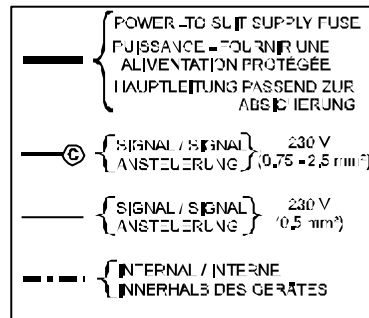 POWER - TO SUIT SUPPLY FUSE
PUISSANCE - FOURNIR UNE
ALIMENTATION PROTÉGÉE
HAUPTLEITUNG PASSEND ZUR
ABSICHERUNG
© SIGNAL / SIGNAL 230 V
ANSTEUERUNG (0,75 - 2,5 mm²)
SIGNAL / SIGNAL 230 V
ANSTEUERUNG (0,5 mm²)
INTERNAL / INTERNE
INNERHALB DES GERÄTES